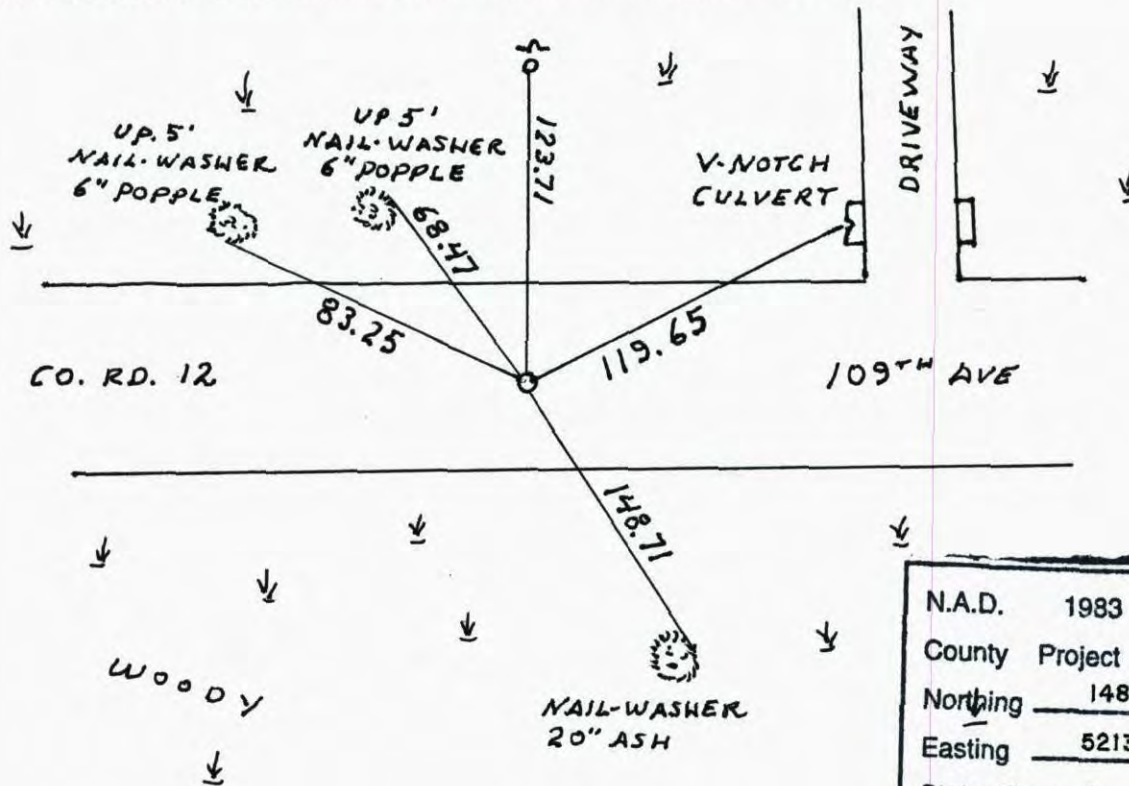 UP 5'
NAIL-WASHER
6" POPPLE
UP 5'
NAIL-WASHER
6" POPPLE
123.71
V-NOTCH
CULVERT
DRIVEWAY
68.47
83.25
119.65
CO. RD. 12
109TH AVE
148.71
WOODY
NAIL-WASHER
20" ASH
N.A.D. 1983
County Project
Northing 148
Easting 5213